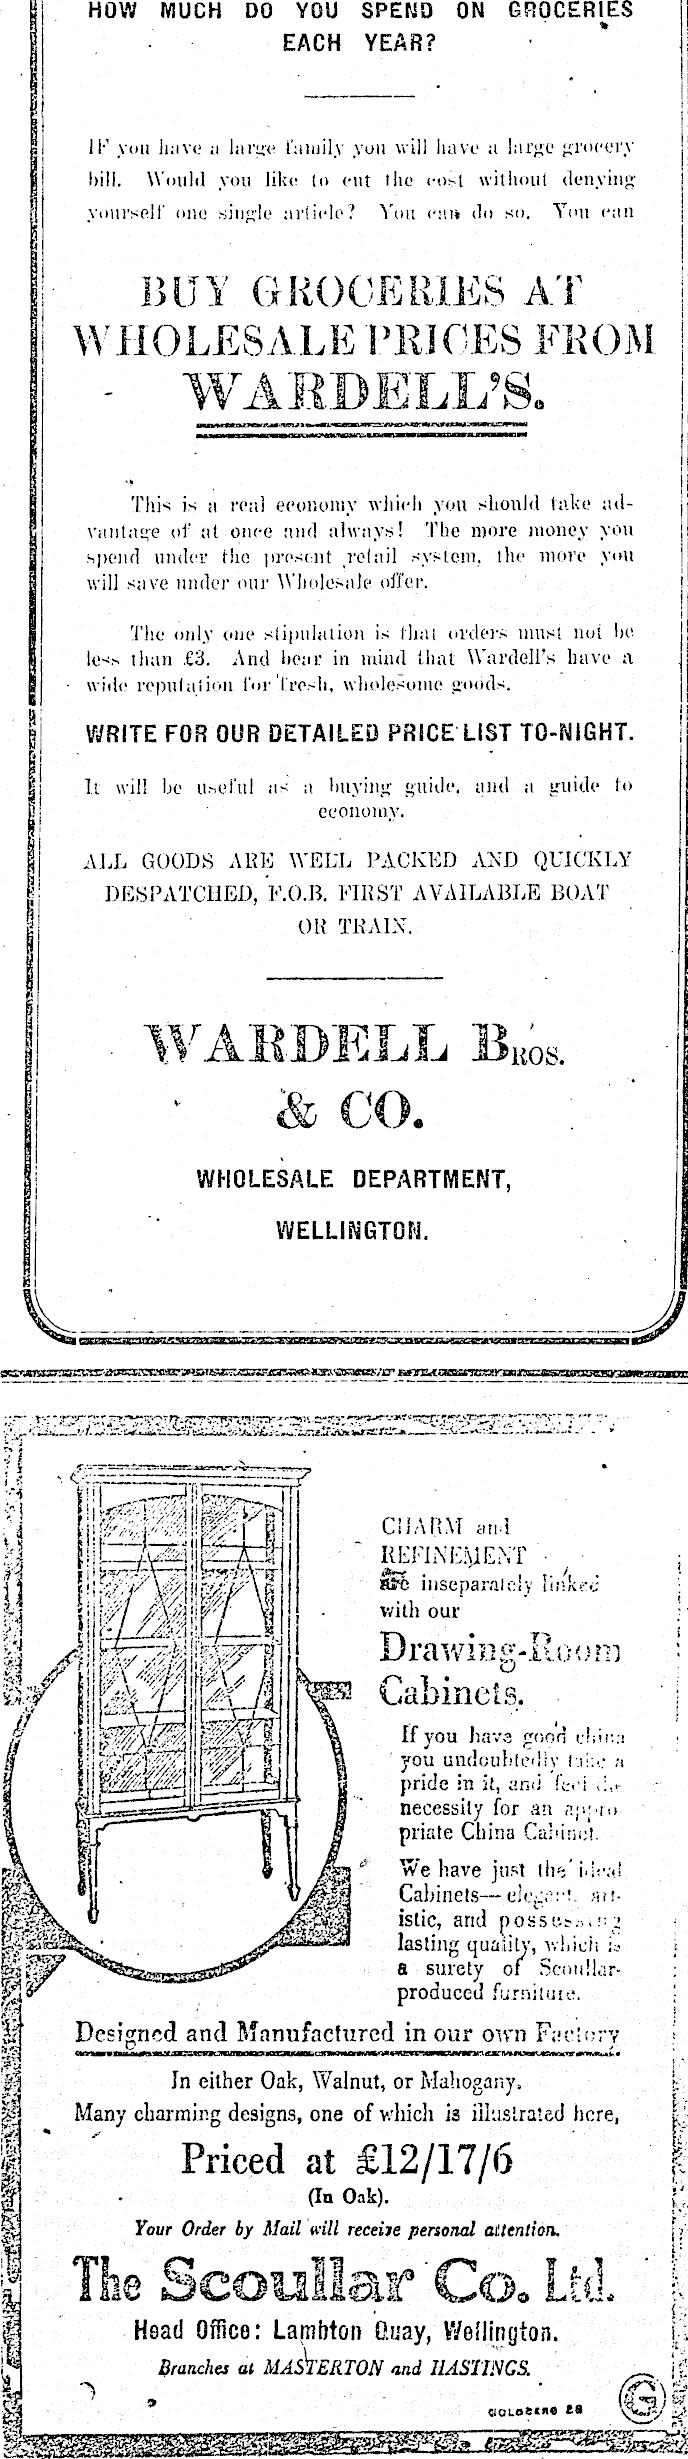 HOW MUCH DO YOU SPEND ON GROCERIES
EACH YEAR?
IF you have a large family you will have a large grocery
bill. Would you like to cut the cost without denying
yourself one single article? You can do so. You can
BUY GROCERIES AT
WHOLESALE PRICES FROM
WARDELL'S.
This is a real economy which you should take ad-
vantage of at once and always! The more money you
spend under the present retail system, the more you
will save under our Wholesale offer.
The only one stipulation is that orders must not be
less than £3. And bear in mind that Wardell's have a
wide reputation for fresh, wholesome goods.
WRITE FOR OUR DETAILED PRICE LIST TO-NIGHT.
It will be useful as a buying guide, and a guide to
economy.
ALL GOODS ARE WELL PACKED AND QUICKLY
DESPATCHED, F.O.B. FIRST AVAILABLE BOAT
OR TRAIN.
WARDELL BROS.
& CO.
WHOLESALE DEPARTMENT,
WELLINGTON.
CHARM and
REFINEMENT
are inseparately linked
with our
Drawing-Room
Cabinets.
If you have good china
you undoubtedly take a
pride in it, and feel the
necessity for an appro
priate China Cabinet.
We have just the ideal
Cabinets—elegant, art-
istic, and possessing
lasting quality, which is
a surety of Scoullar-
produced furniture.
Designed and Manufactured in our own Factory
In either Oak, Walnut, or Mahogany.
Many charming designs, one of which is illustrated here,
Priced at £12/17/6
(In Oak).
Your Order by Mail will receive personal attention.
The Scoullar Co. Ltd.
Head Office: Lambton Quay, Wellington.
Branches at MASTERTON and HASTINGS.
GOLDBERG 28
G